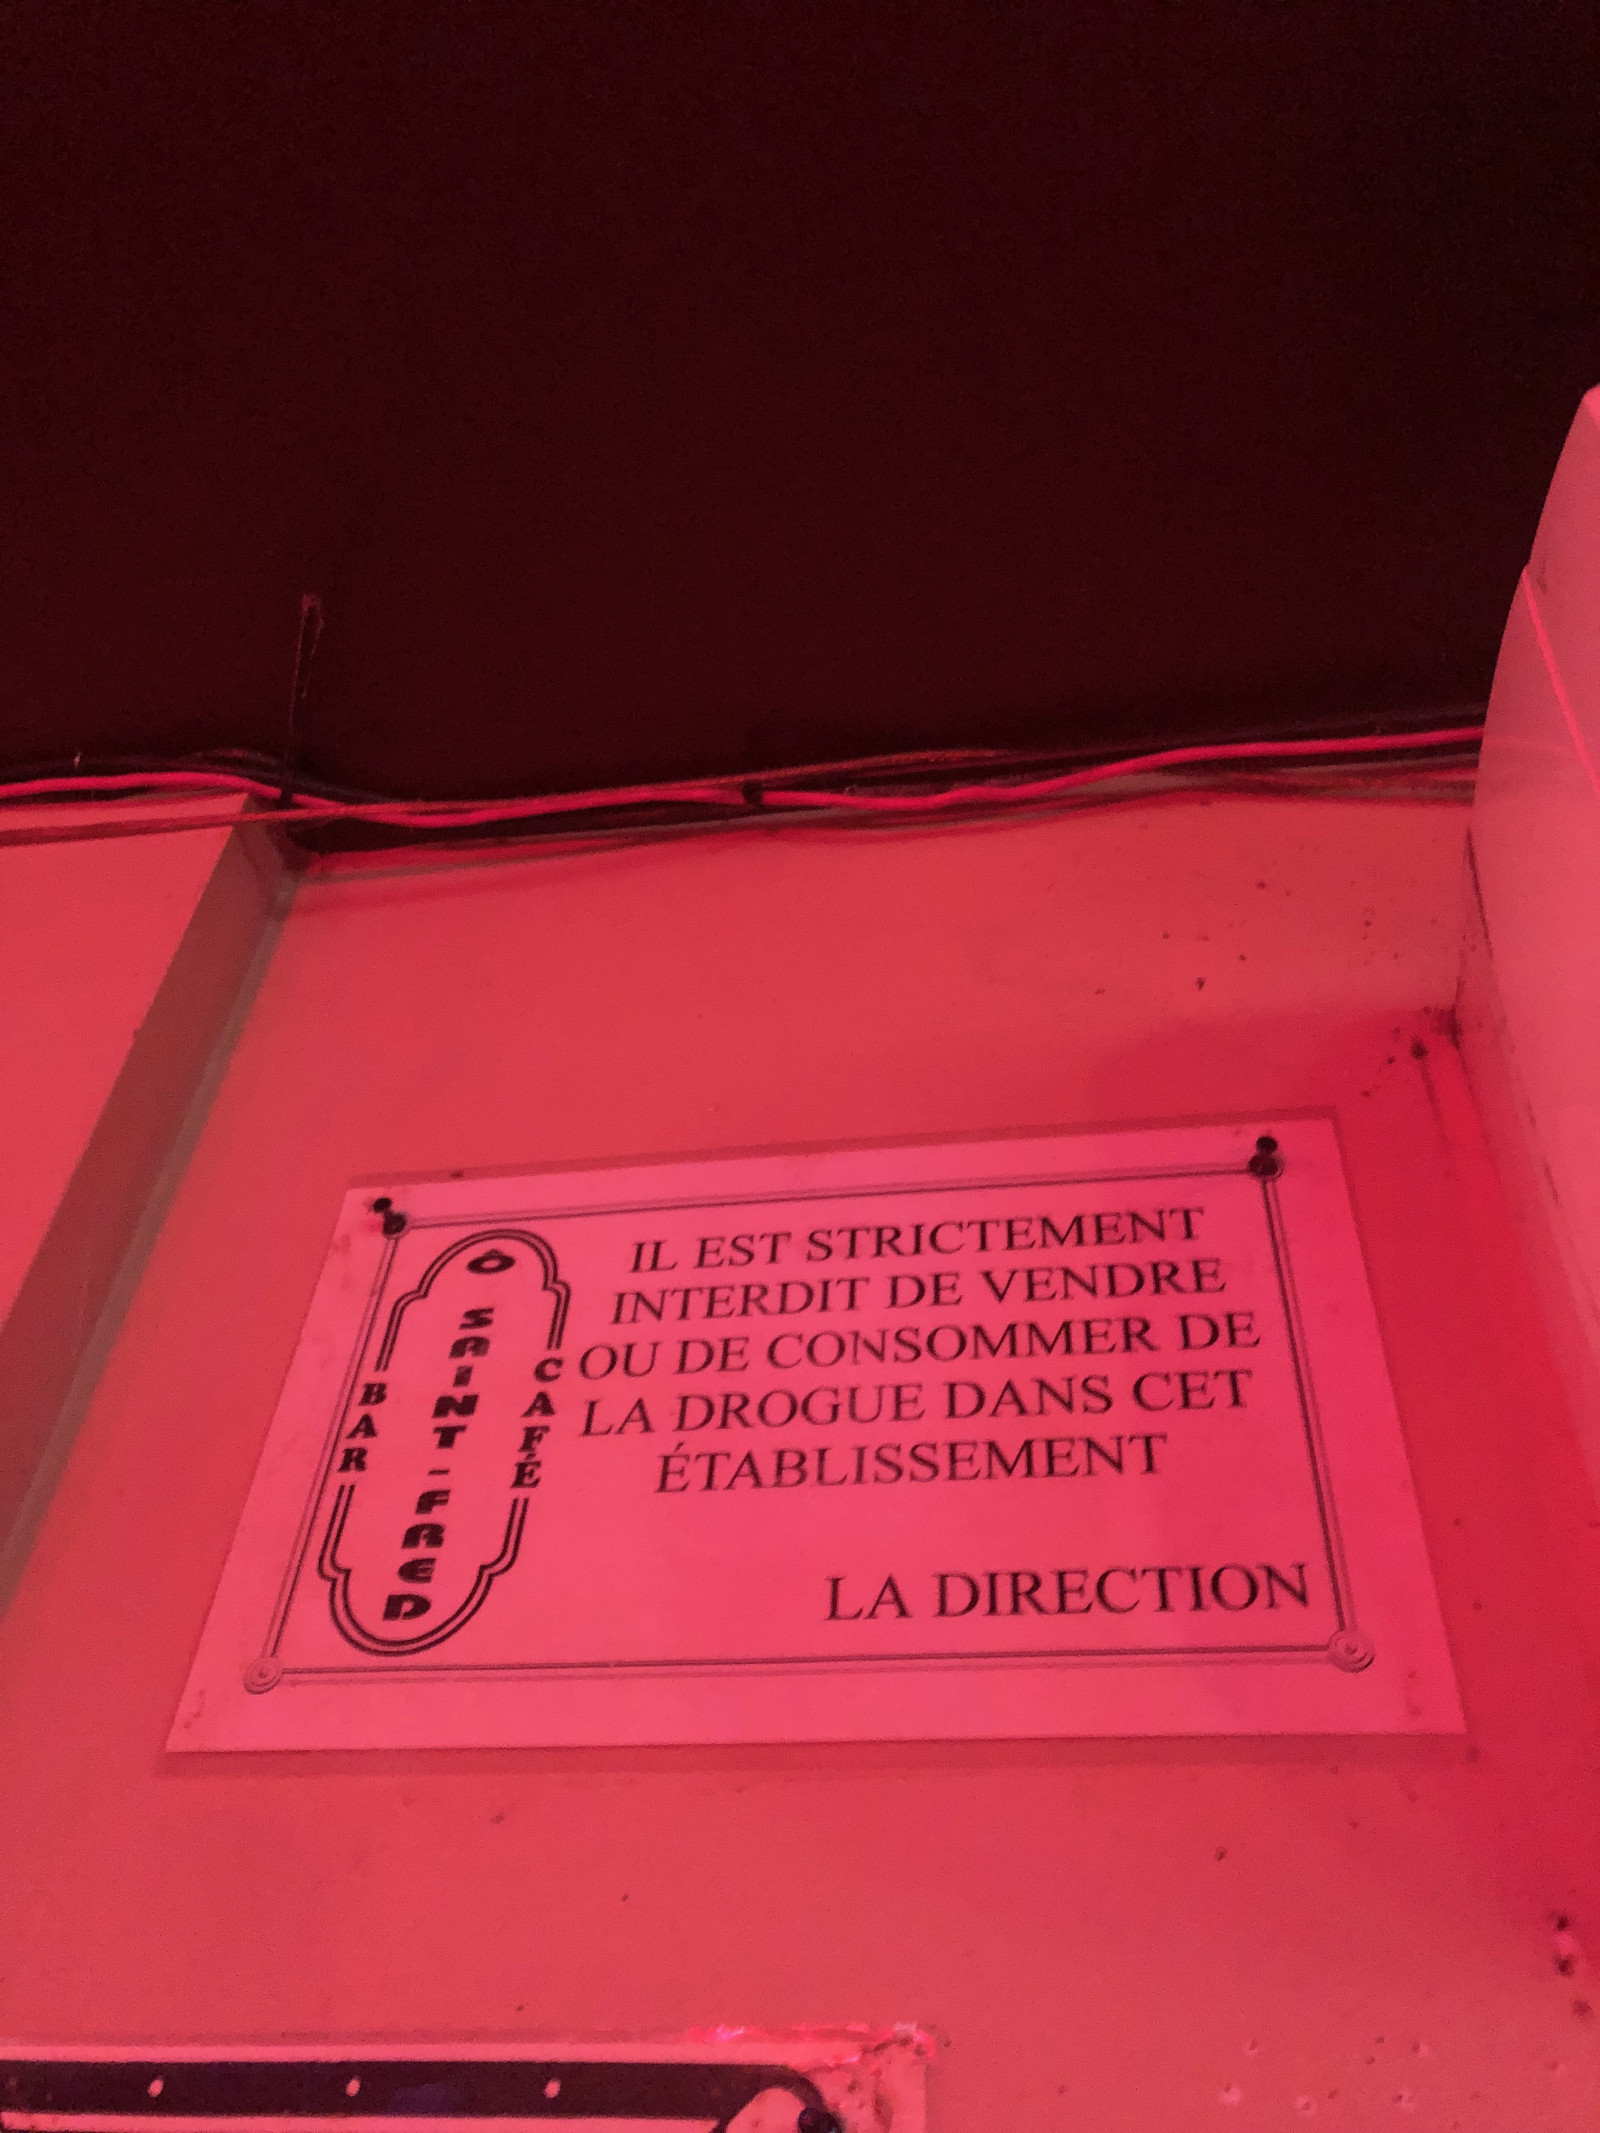 Ô
SAINT-FRED
BAR
CAFÉ
IL EST STRICTEMENT
INTERDIT DE VENDRE
OU DE CONSOMMER DE
LA DROGUE DANS CET
ÉTABLISSEMENT
LA DIRECTION